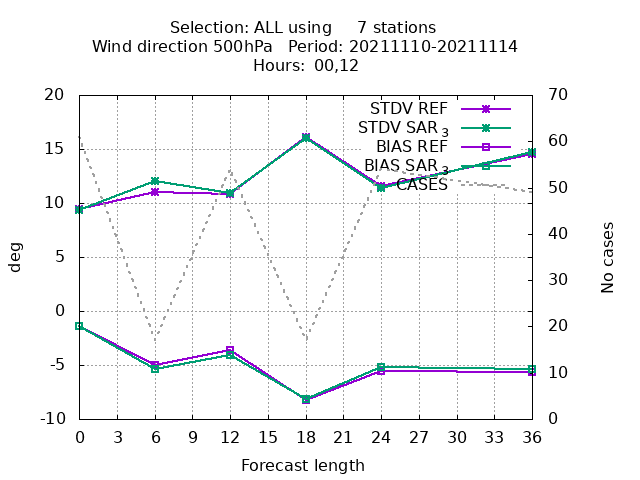 Selection: ALL using     7 stations
Wind direction 500hPa   Period: 20211110-20211114
Hours: 00,12
20
15
10
5
0
-5
-10
deg
STDV REF
STDV SAR 3
BIAS REF
BIAS SAR 3
CASES
70
60
50
40
30
20
10
0
No cases
0 3 6 9 12 15 18 21 24 27 30 33 36
Forecast length